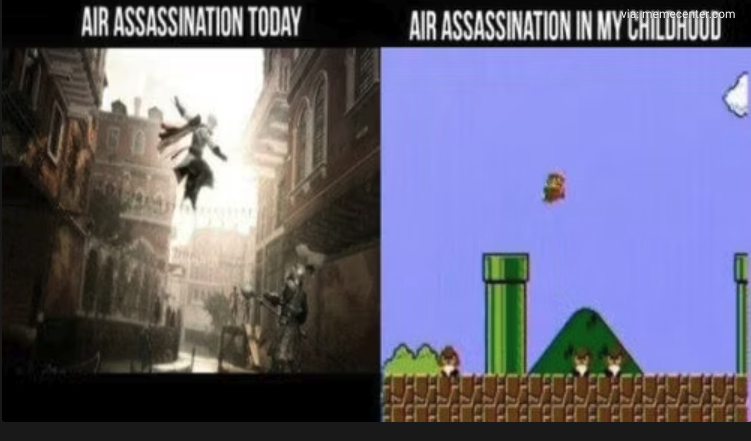 AIR ASSASSINATION TODAY
via: memecenter.com
AIR ASSASSINATION IN MY CHILDHOOD